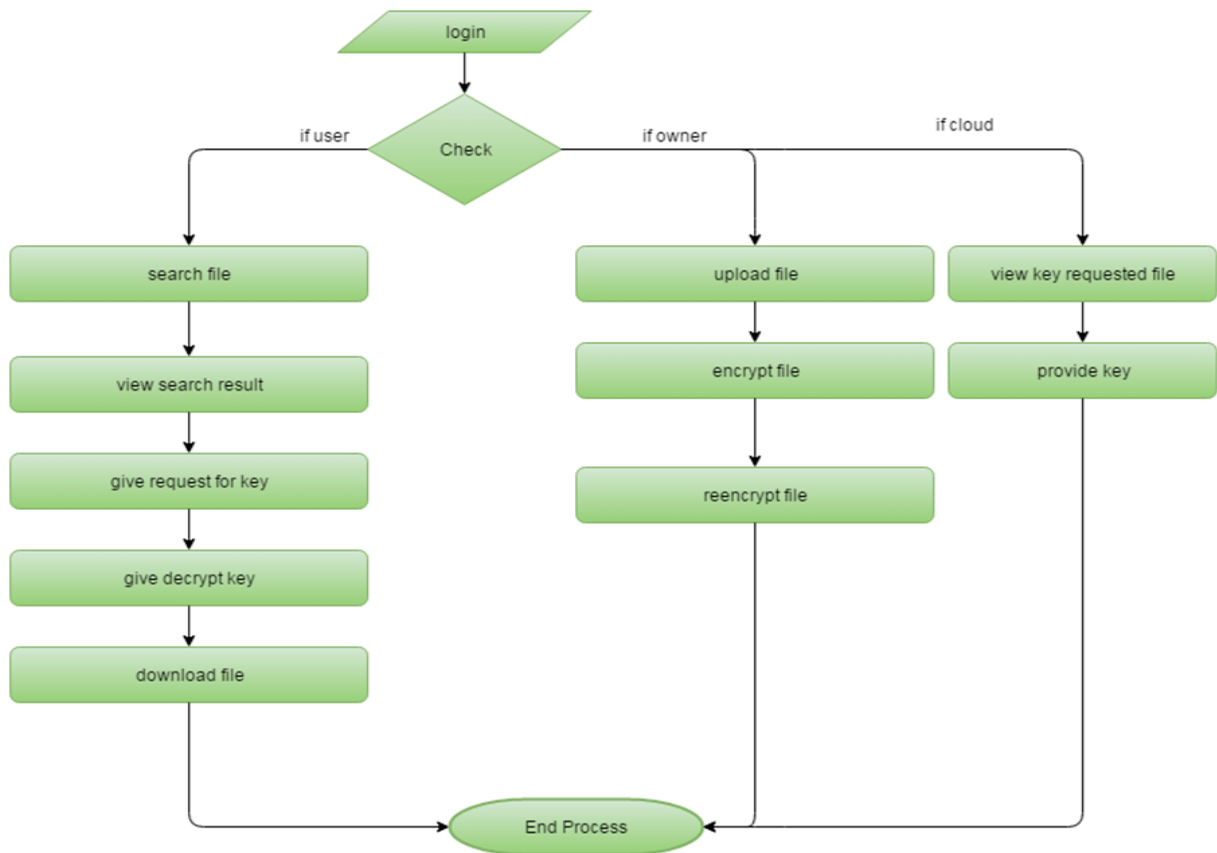 login
Check
if user
if owner
if cloud
search file
upload file
view key requested file
view search result
encrypt file
provide key
give request for key
reencrypt file
give decrypt key
download file
End Process